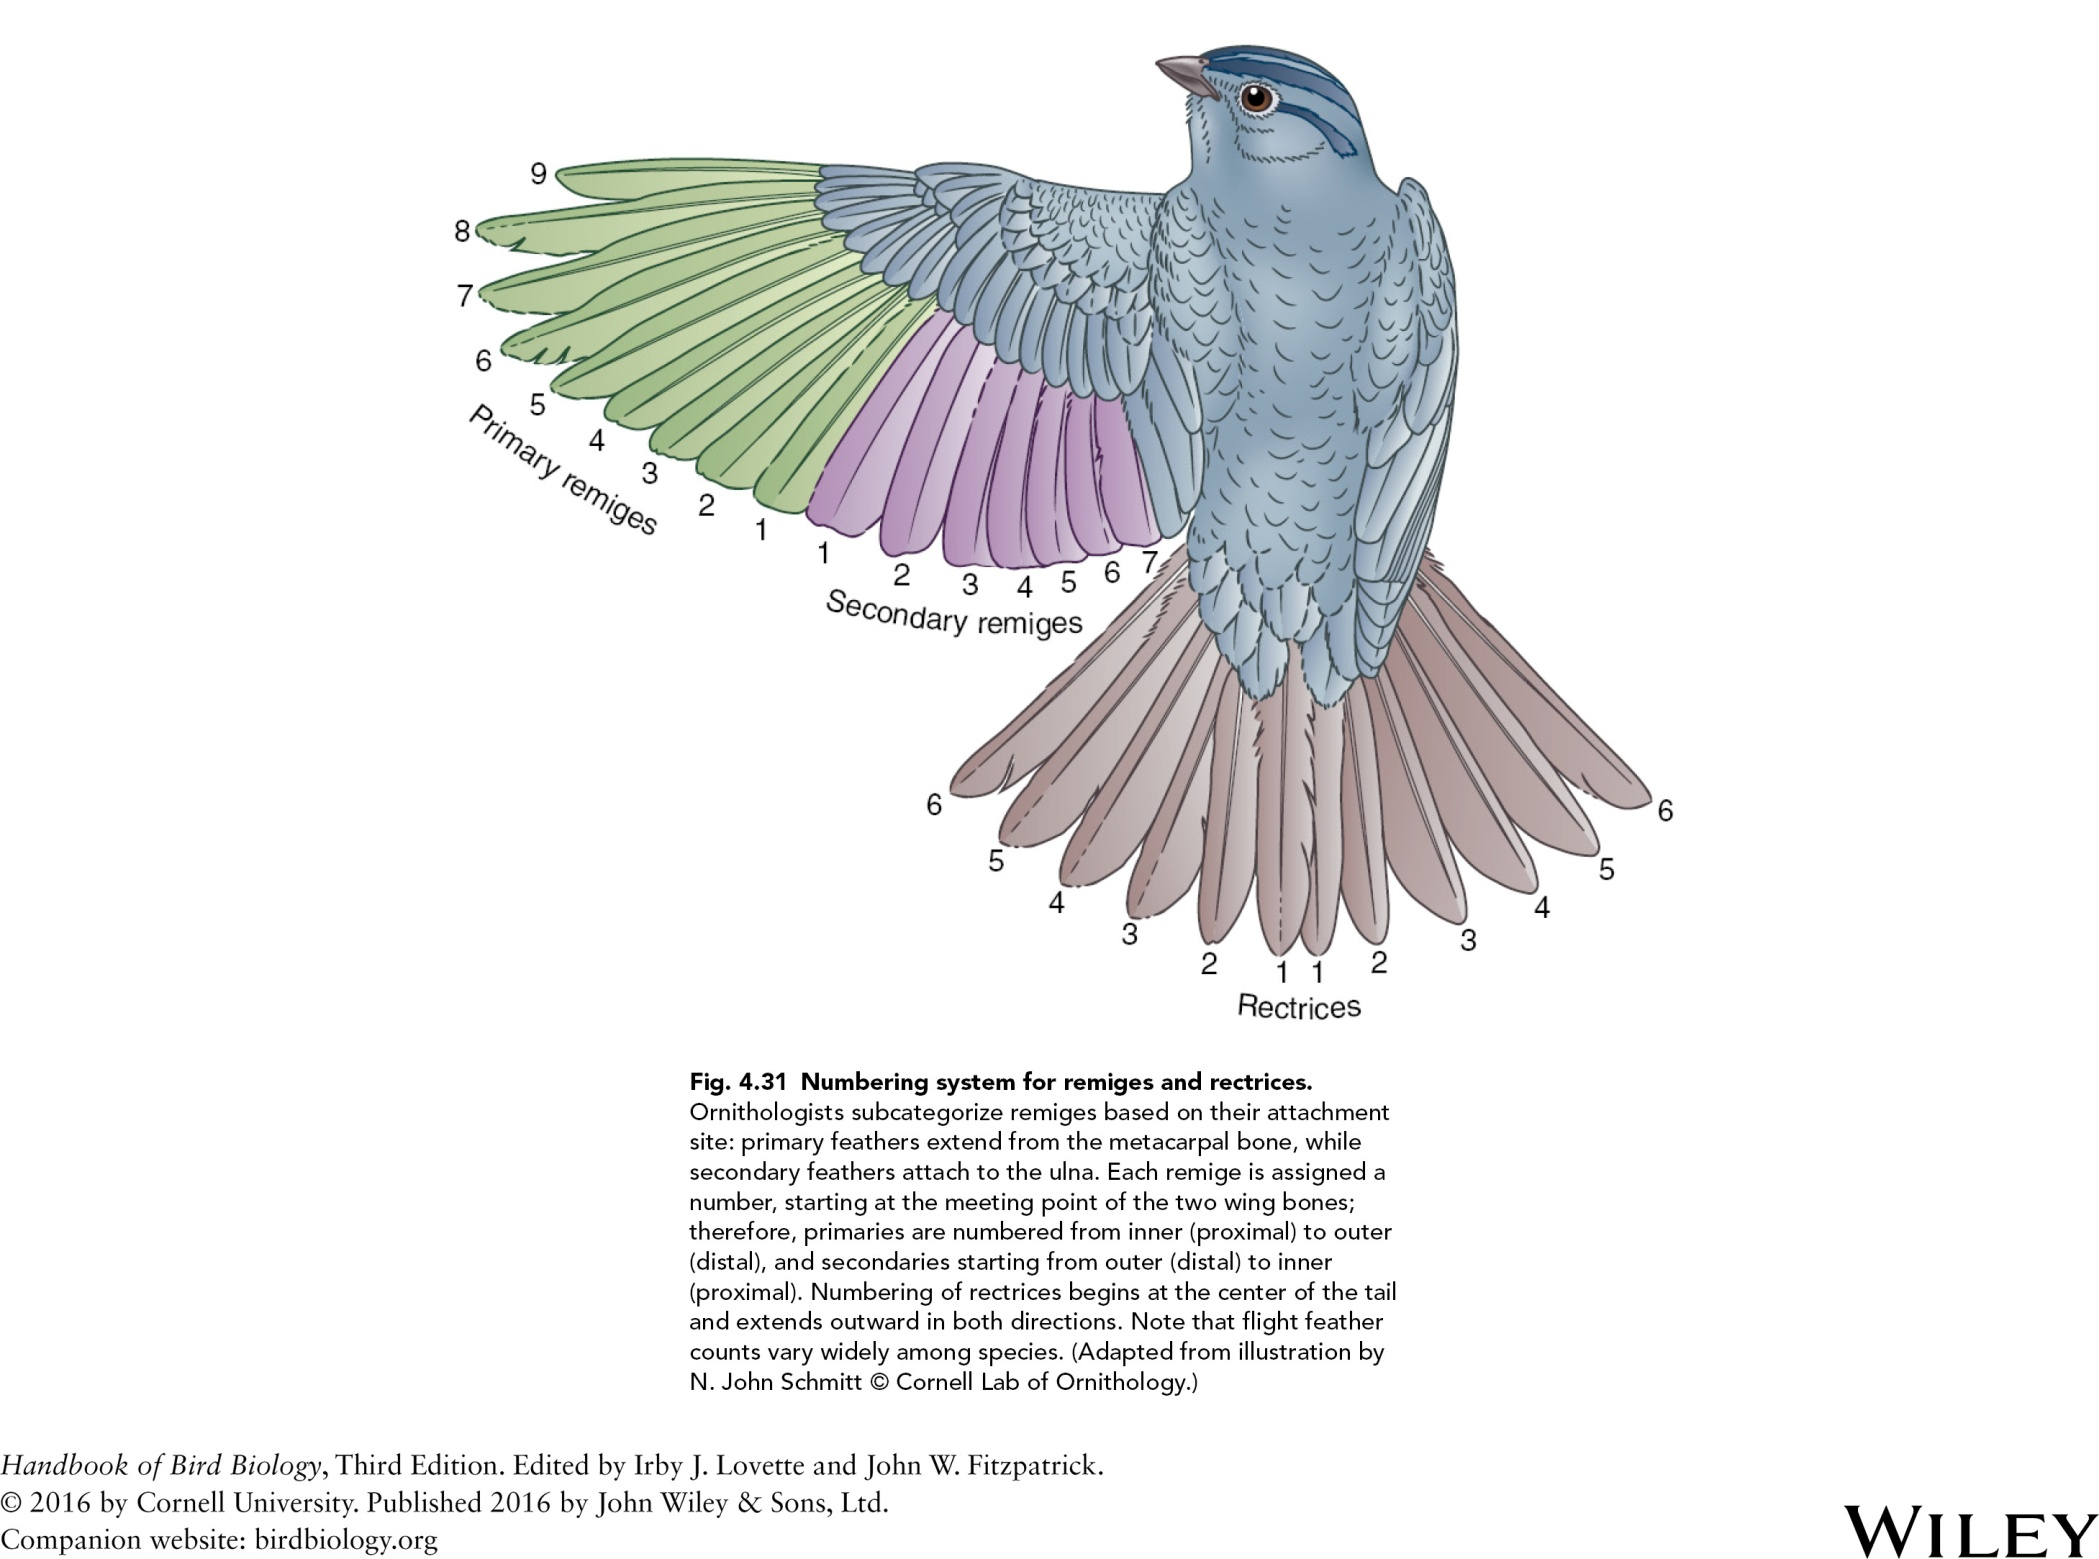 9
8
7
6
5
4
3
2
1
Primary remiges
1
2
3
4
5
6
7
Secondary remiges
6
5
4
3
2
1
1
2
3
4
5
6
Rectrices
Fig. 4.31 Numbering system for remiges and rectrices.
Ornithologists subcategorize remiges based on their attachment
site: primary feathers extend from the metacarpal bone, while
secondary feathers attach to the ulna. Each remige is assigned a
number, starting at the meeting point of the two wing bones;
therefore, primaries are numbered from inner (proximal) to outer
(distal), and secondaries starting from outer (distal) to inner
(proximal). Numbering of rectrices begins at the center of the tail
and extends outward in both directions. Note that flight feather
counts vary widely among species. (Adapted from illustration by
N. John Schmitt © Cornell Lab of Ornithology.)
Handbook of Bird Biology, Third Edition. Edited by Irby J. Lovette and John W. Fitzpatrick.
© 2016 by Cornell University. Published 2016 by John Wiley & Sons, Ltd.
Companion website: birdbiology.org
WILEY